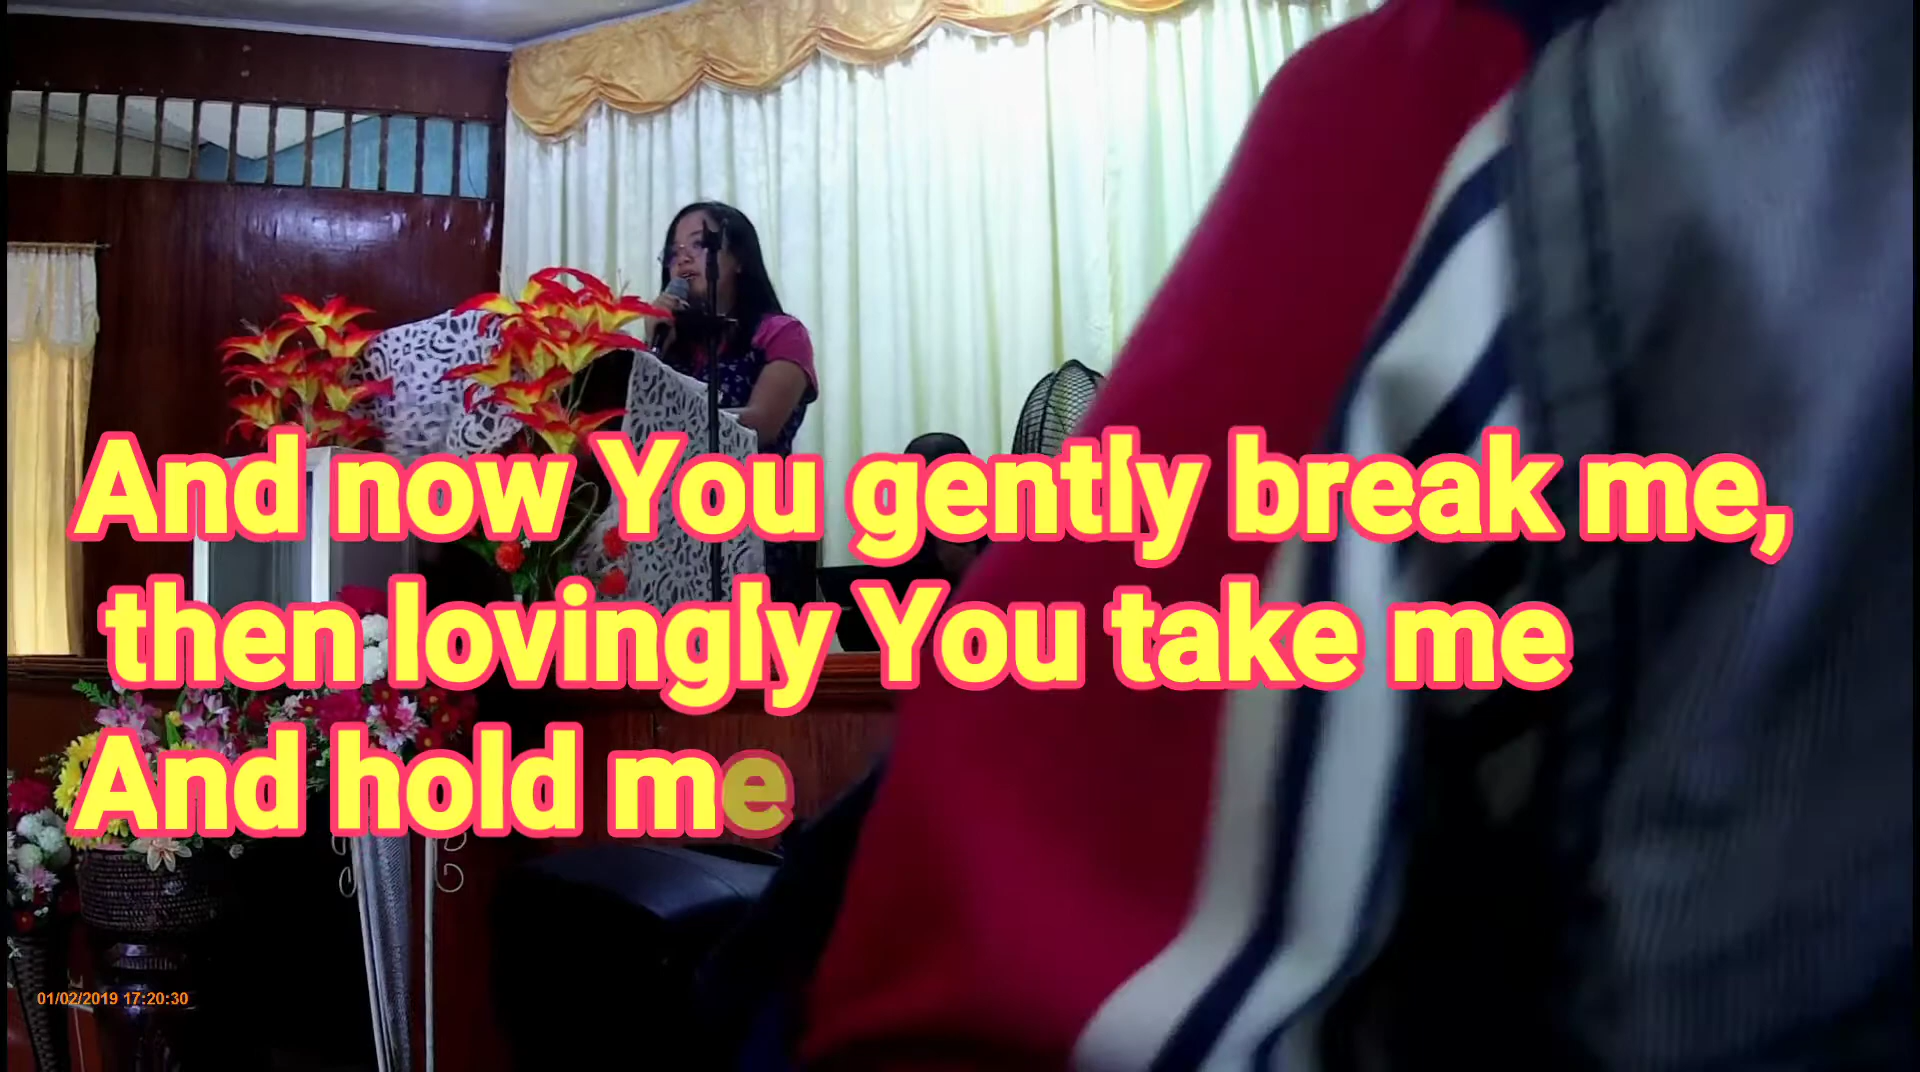 And now You gently break me,
then lovingly You take me
And hold me
01/02/2019 17:20:30